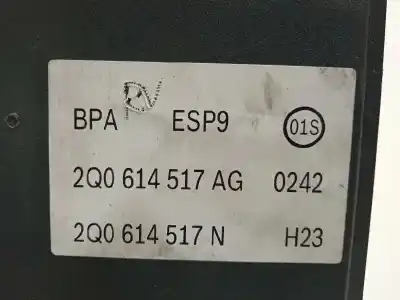 BPA ESP9 01S
2Q0 614 517 AG 0242
2Q0 614 517 N H23